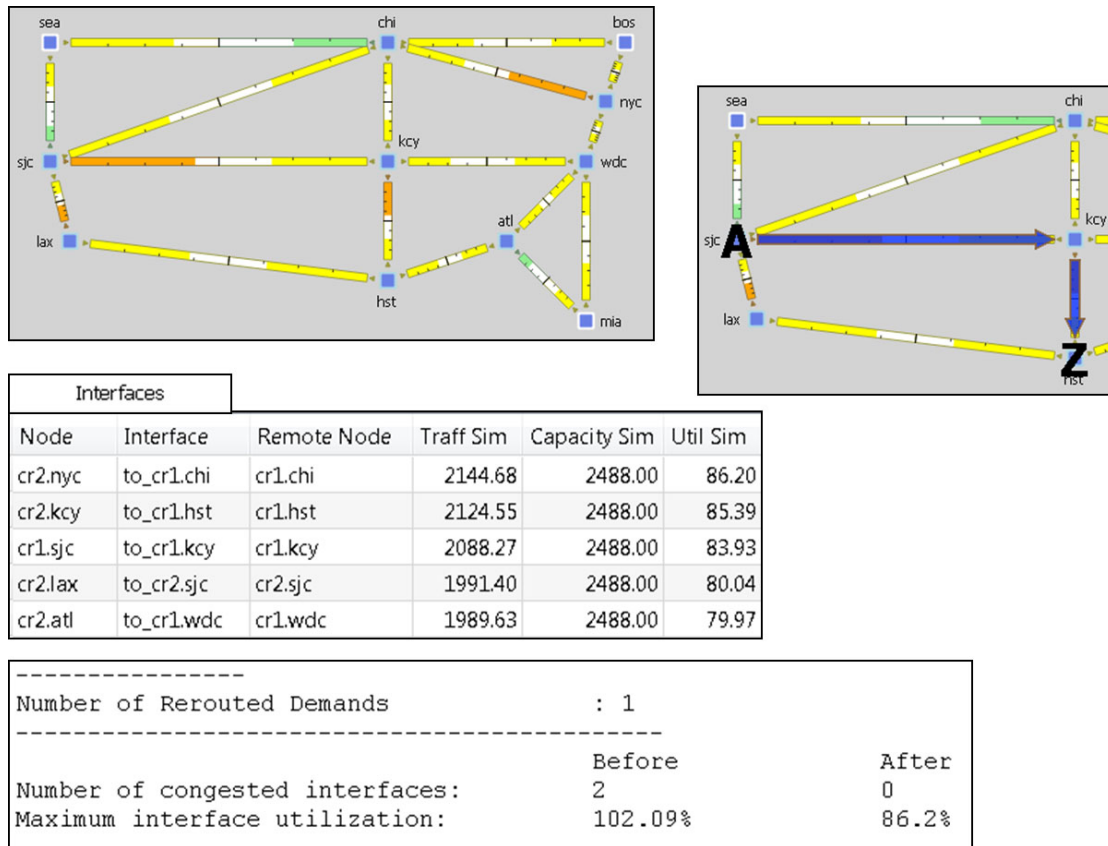 sea chi bos
nyc
kcy
sjc wdc
atl
lax
hst
mia
sea chi
kcy
sjc A
lax
Z
hst
Interfaces
Node Interface Remote Node Traff Sim Capacity Sim Util Sim
cr2.nyc to_cr1.chi cr1.chi 2144.68 2488.00 86.20
cr2.kcy to_cr1.hst cr1.hst 2124.55 2488.00 85.39
cr1.sjc to_cr1.kcy cr1.kcy 2088.27 2488.00 83.93
cr2.lax to_cr2.sjc cr2.sjc 1991.40 2488.00 80.04
cr2.atl to_cr1.wdc cr1.wdc 1989.63 2488.00 79.97
----------------
Number of Rerouted Demands : 1
---------------------------------------------
Before After
Number of congested interfaces: 2 0
Maximum interface utilization: 102.09% 86.2%